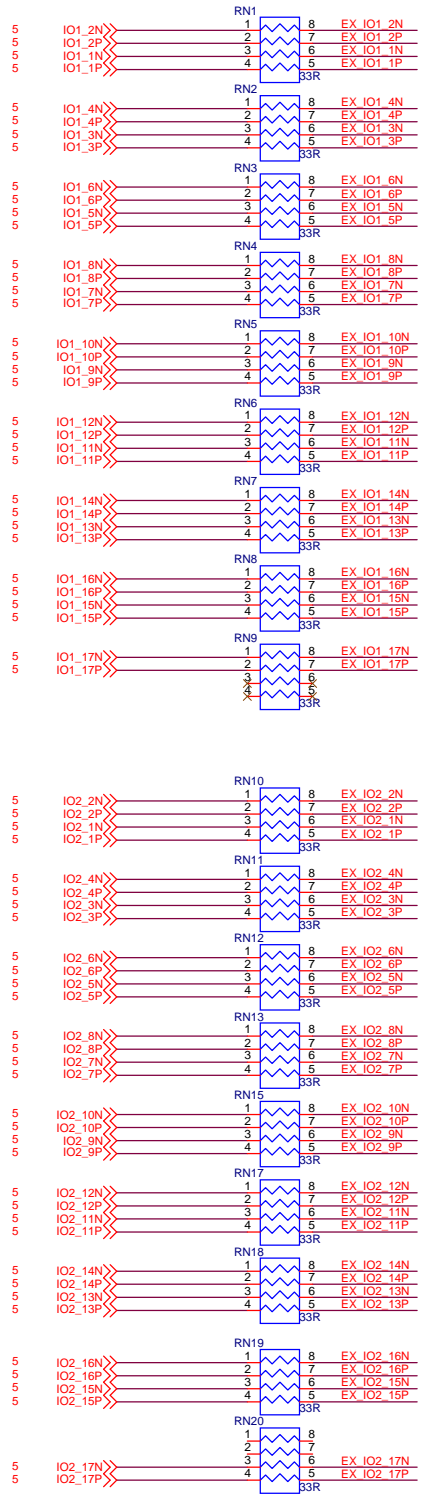 RN1
5 IO1_2N 1 8 EX_IO1_2N
5 IO1_2P 2 7 EX_IO1_2P
5 IO1_1N 3 6 EX_IO1_1N
5 IO1_1P 4 5 EX_IO1_1P
33R
RN2
5 IO1_4N 1 8 EX_IO1_4N
5 IO1_4P 2 7 EX_IO1_4P
5 IO1_3N 3 6 EX_IO1_3N
5 IO1_3P 4 5 EX_IO1_3P
33R
RN3
5 IO1_6N 1 8 EX_IO1_6N
5 IO1_6P 2 7 EX_IO1_6P
5 IO1_5N 3 6 EX_IO1_5N
5 IO1_5P 4 5 EX_IO1_5P
33R
RN4
5 IO1_8N 1 8 EX_IO1_8N
5 IO1_8P 2 7 EX_IO1_8P
5 IO1_7N 3 6 EX_IO1_7N
5 IO1_7P 4 5 EX_IO1_7P
33R
RN5
5 IO1_10N 1 8 EX_IO1_10N
5 IO1_10P 2 7 EX_IO1_10P
5 IO1_9N 3 6 EX_IO1_9N
5 IO1_9P 4 5 EX_IO1_9P
33R
RN6
5 IO1_12N 1 8 EX_IO1_12N
5 IO1_12P 2 7 EX_IO1_12P
5 IO1_11N 3 6 EX_IO1_11N
5 IO1_11P 4 5 EX_IO1_11P
33R
RN7
5 IO1_14N 1 8 EX_IO1_14N
5 IO1_14P 2 7 EX_IO1_14P
5 IO1_13N 3 6 EX_IO1_13N
5 IO1_13P 4 5 EX_IO1_13P
33R
RN8
5 IO1_16N 1 8 EX_IO1_16N
5 IO1_16P 2 7 EX_IO1_16P
5 IO1_15N 3 6 EX_IO1_15N
5 IO1_15P 4 5 EX_IO1_15P
33R
RN9
5 IO1_17N 1 8 EX_IO1_17N
5 IO1_17P 2 7 EX_IO1_17P
3 6
4 5
33R
RN10
5 IO2_2N 1 8 EX_IO2_2N
5 IO2_2P 2 7 EX_IO2_2P
5 IO2_1N 3 6 EX_IO2_1N
5 IO2_1P 4 5 EX_IO2_1P
33R
RN11
5 IO2_4N 1 8 EX_IO2_4N
5 IO2_4P 2 7 EX_IO2_4P
5 IO2_3N 3 6 EX_IO2_3N
5 IO2_3P 4 5 EX_IO2_3P
33R
RN12
5 IO2_6N 1 8 EX_IO2_6N
5 IO2_6P 2 7 EX_IO2_6P
5 IO2_5N 3 6 EX_IO2_5N
5 IO2_5P 4 5 EX_IO2_5P
33R
RN13
5 IO2_8N 1 8 EX_IO2_8N
5 IO2_8P 2 7 EX_IO2_8P
5 IO2_7N 3 6 EX_IO2_7N
5 IO2_7P 4 5 EX_IO2_7P
33R
RN15
5 IO2_10N 1 8 EX_IO2_10N
5 IO2_10P 2 7 EX_IO2_10P
5 IO2_9N 3 6 EX_IO2_9N
5 IO2_9P 4 5 EX_IO2_9P
33R
RN17
5 IO2_12N 1 8 EX_IO2_12N
5 IO2_12P 2 7 EX_IO2_12P
5 IO2_11N 3 6 EX_IO2_11N
5 IO2_11P 4 5 EX_IO2_11P
33R
RN18
5 IO2_14N 1 8 EX_IO2_14N
5 IO2_14P 2 7 EX_IO2_14P
5 IO2_13N 3 6 EX_IO2_13N
5 IO2_13P 4 5 EX_IO2_13P
33R
RN19
5 IO2_16N 1 8 EX_IO2_16N
5 IO2_16P 2 7 EX_IO2_16P
5 IO2_15N 3 6 EX_IO2_15N
5 IO2_15P 4 5 EX_IO2_15P
33R
RN20
1 8
2 7
5 IO2_17N 3 6 EX_IO2_17N
5 IO2_17P 4 5 EX_IO2_17P
33R